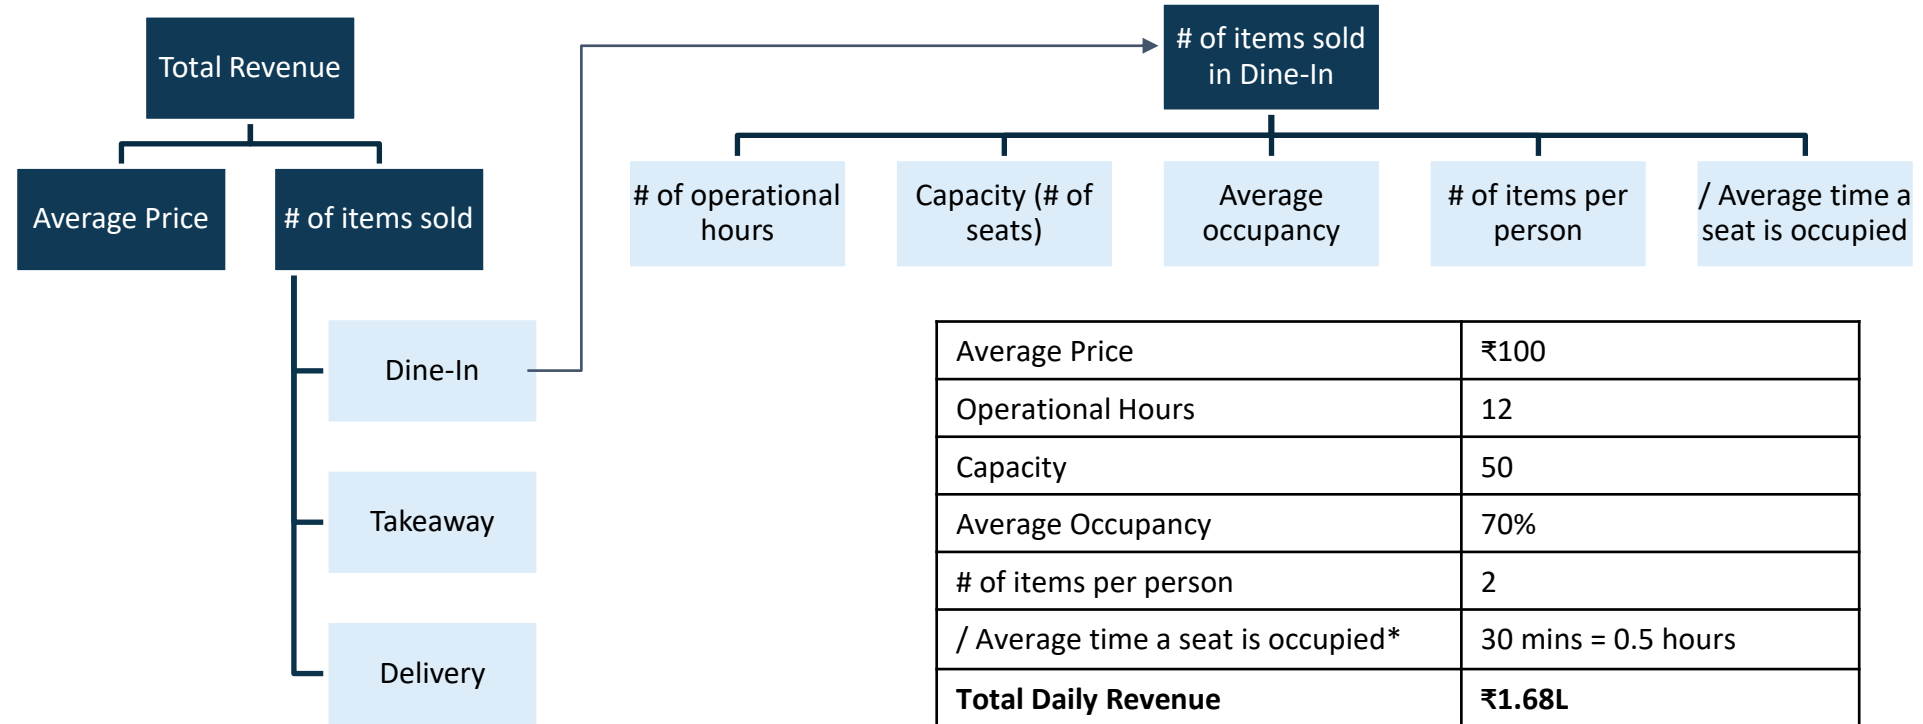 Total Revenue
Average Price
# of items sold
Dine-In
Takeaway
Delivery
# of items sold
in Dine-In
# of operational
hours
Capacity (# of
seats)
Average
occupancy
# of items per
person
/ Average time a
seat is occupied
Average Price ₹100
Operational Hours 12
Capacity 50
Average Occupancy 70%
# of items per person 2
/ Average time a seat is occupied* 30 mins = 0.5 hours
Total Daily Revenue ₹1.68L